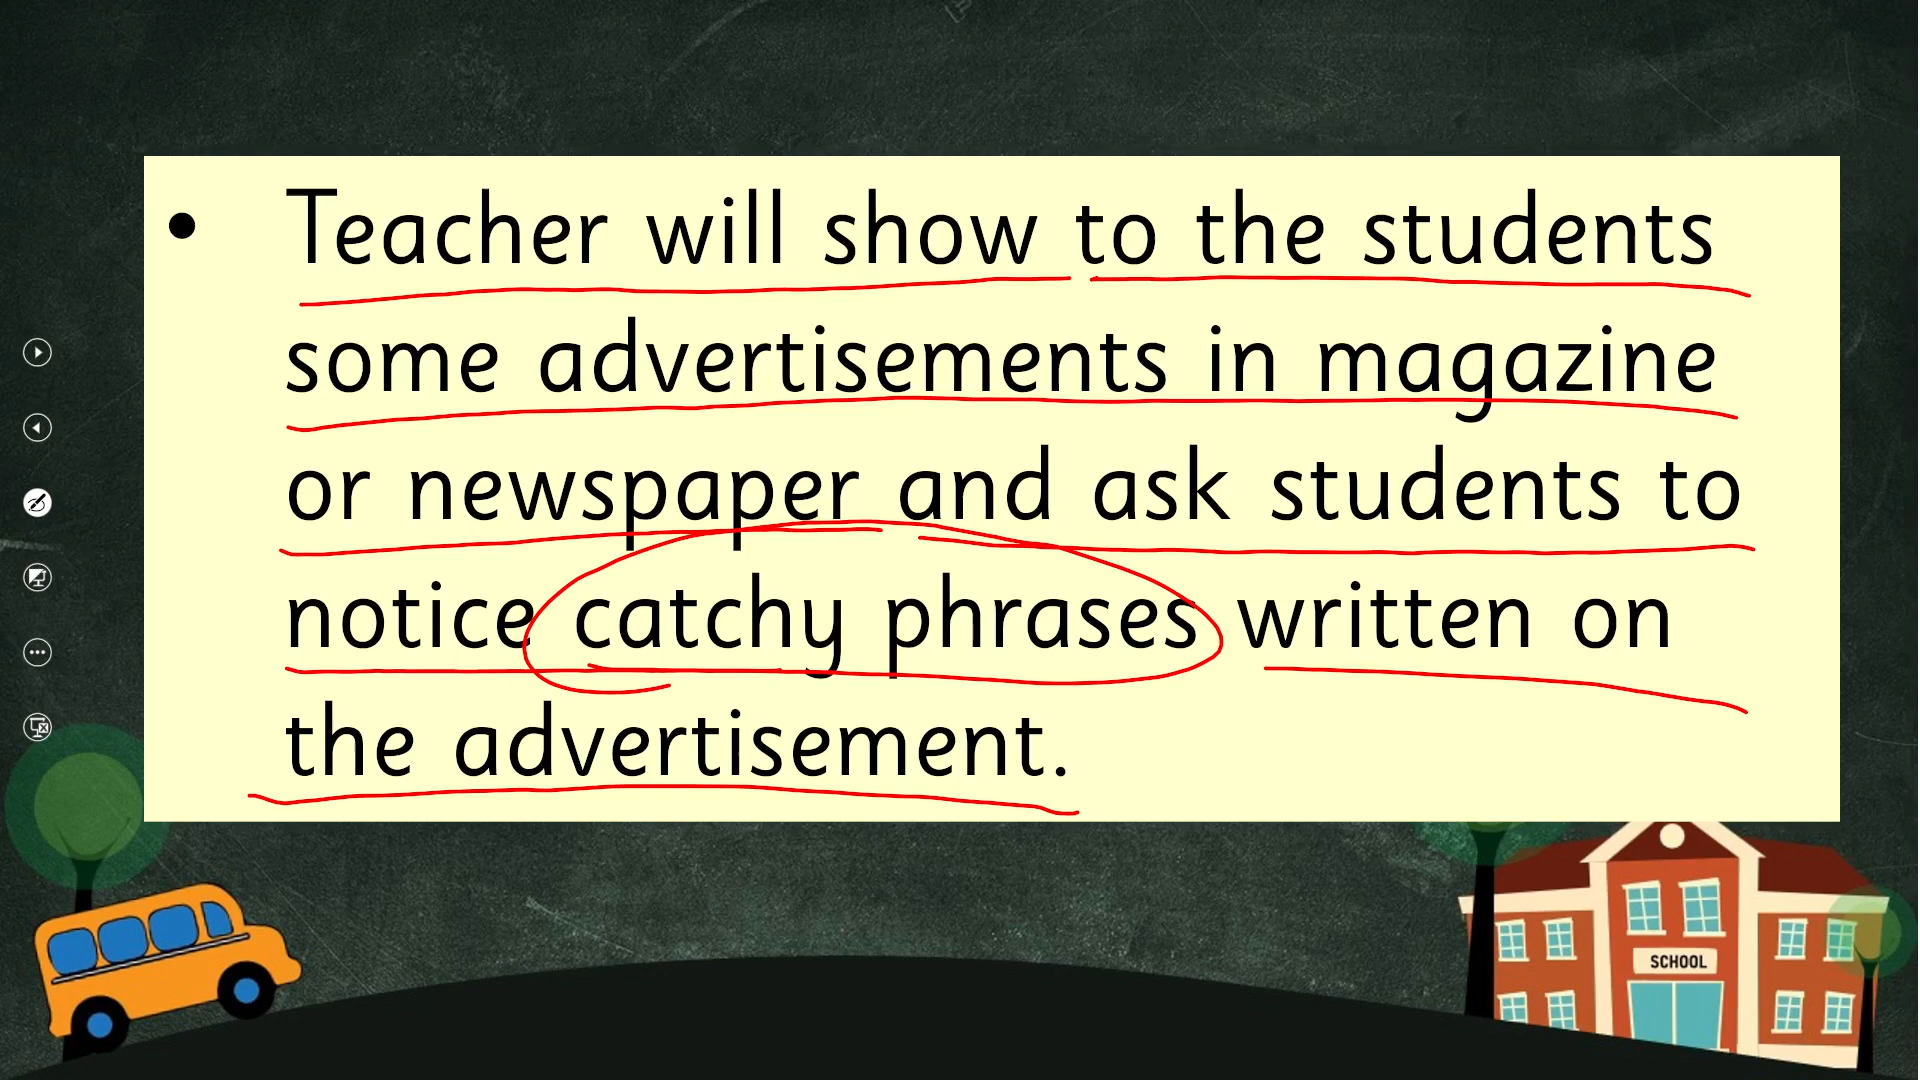 • Teacher will show to the students
some advertisements in magazine
or newspaper and ask students to
notice catchy phrases written on
the advertisement.
SCHOOL